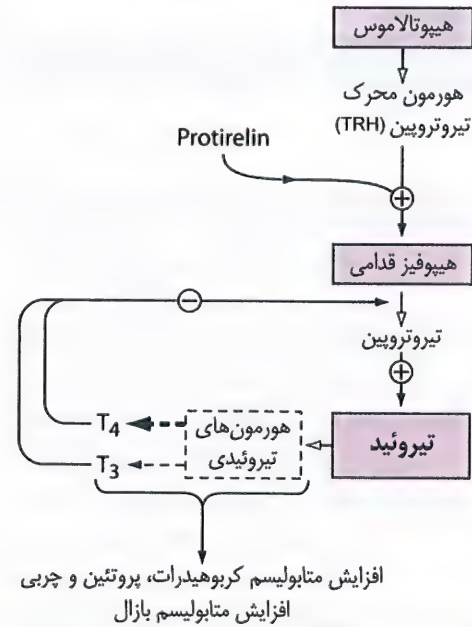 هیپوتالاموس
هورمون محرک
تیروتروپین (TRH)
Protirelin
+
هیپوفیز قدامی
−
تیروتروپین
+
تیروئید
هورمون‌های
تیروئیدی
T₄
T₃
افزایش متابولیسم کربوهیدرات، پروتئین و چربی
افزایش متابولیسم بازال